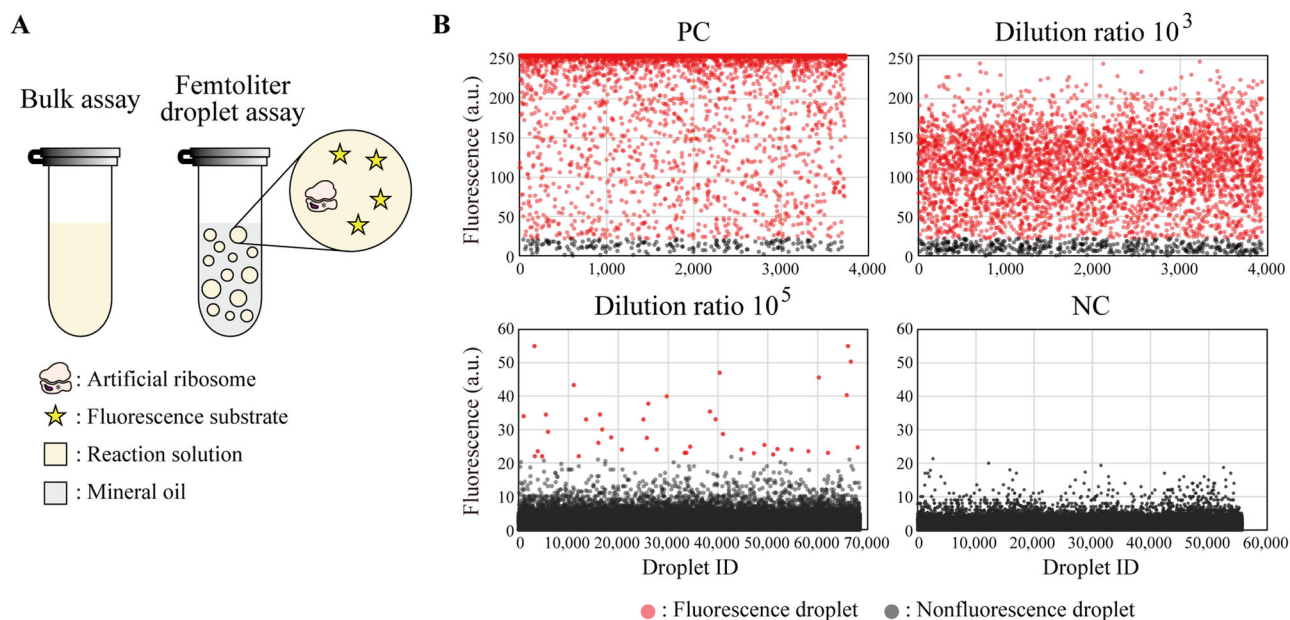 A
Bulk assay
Femtoliter
droplet assay
: Artificial ribosome
: Fluorescence substrate
: Reaction solution
: Mineral oil
B
PC
Fluorescence (a.u.)
250
200
150
100
50
0
0 1,000 2,000 3,000 4,000
Dilution ratio 10³
250
200
150
100
50
0
0 1,000 2,000 3,000 4,000
Dilution ratio 10⁵
Fluorescence (a.u.)
60
50
40
30
20
10
0
0 10,000 20,000 30,000 40,000 50,000 60,000 70,000
Droplet ID
NC
60
50
40
30
20
10
0
0 10,000 20,000 30,000 40,000 50,000 60,000
Droplet ID
: Fluorescence droplet : Nonfluorescence droplet